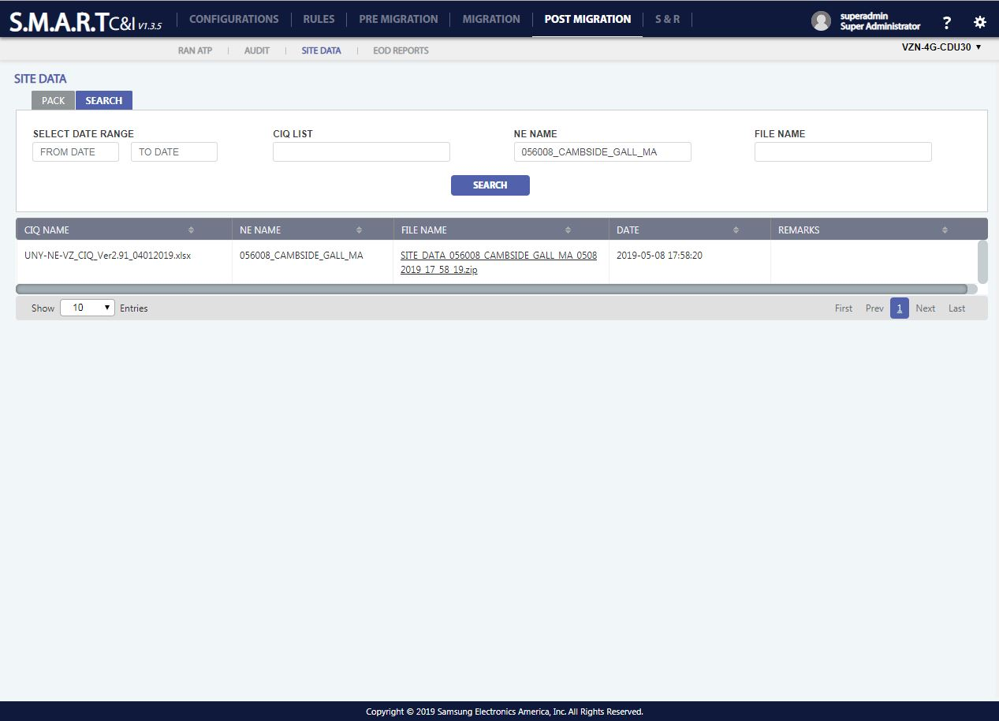 S.M.A.R.T C&I V1.3.5 CONFIGURATIONS RULES PRE MIGRATION MIGRATION POST MIGRATION S & R superadmin ?
Super Administrator
RAN ATP AUDIT SITE DATA EOD REPORTS VZN-4G-CDU30 ▼
SITE DATA
PACK SEARCH
SELECT DATE RANGE CIQ LIST NE NAME FILE NAME
FROM DATE TO DATE 056008_CAMBSIDE_GALL_MA
SEARCH
CIQ NAME NE NAME FILE NAME DATE REMARKS
UNY-NE-VZ_CIQ_Ver2.91_04012019.xlsx 056008_CAMBSIDE_GALL_MA SITE_DATA_056008_CAMBSIDE_GALL_MA_0508 2019-05-08 17:58:20
2019_17_58_19.zip
Show 10 ▼ Entries First Prev 1 Next Last
Copyright © 2019 Samsung Electronics America, Inc. All Rights Reserved.